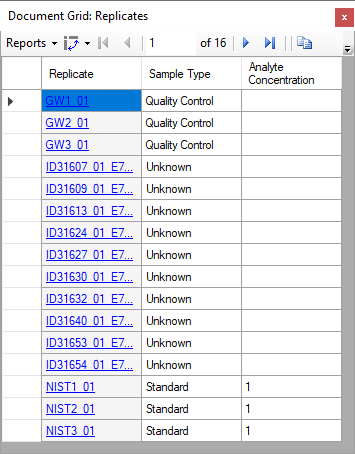 Document Grid: Replicates
Reports 1 of 16
Replicate Sample Type Analyte Concentration
GW1_01 Quality Control
GW2_01 Quality Control
GW3_01 Quality Control
ID31607_01_E7... Unknown
ID31609_01_E7... Unknown
ID31613_01_E7... Unknown
ID31624_01_E7... Unknown
ID31627_01_E7... Unknown
ID31630_01_E7... Unknown
ID31632_01_E7... Unknown
ID31640_01_E7... Unknown
ID31653_01_E7... Unknown
ID31654_01_E7... Unknown
NIST1_01 Standard 1
NIST2_01 Standard 1
NIST3_01 Standard 1